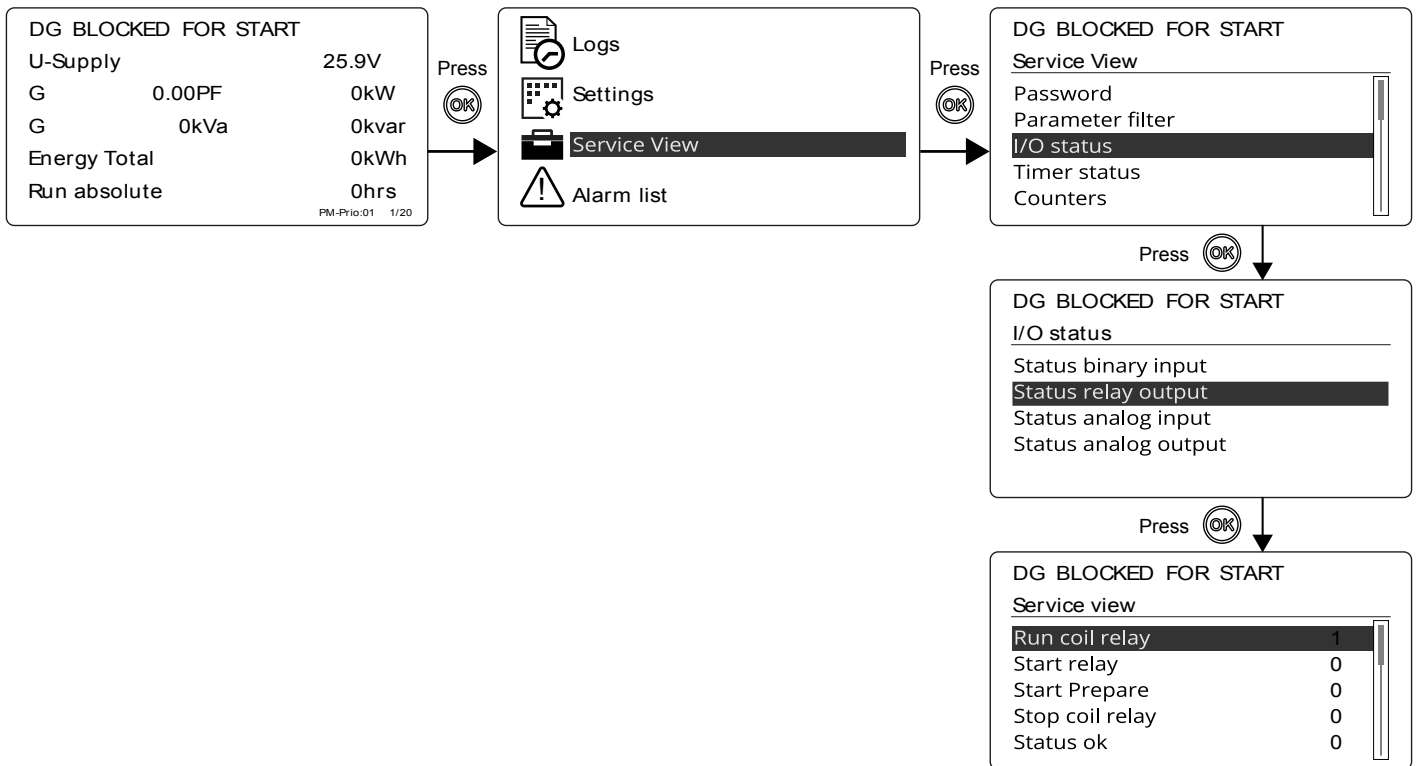 DG BLOCKED FOR START
U-Supply 25.9V
G 0.00PF 0kW
G 0kVa 0kvar
Energy Total 0kWh
Run absolute 0hrs
PM-Prio:01 1/20
Press
OK
Logs
Settings
Service View
Alarm list
Press
OK
DG BLOCKED FOR START
Service View
Password
Parameter filter
I/O status
Timer status
Counters
Press OK
DG BLOCKED FOR START
I/O status
Status binary input
Status relay output
Status analog input
Status analog output
Press OK
DG BLOCKED FOR START
Service view
Run coil relay 1
Start relay 0
Start Prepare 0
Stop coil relay 0
Status ok 0